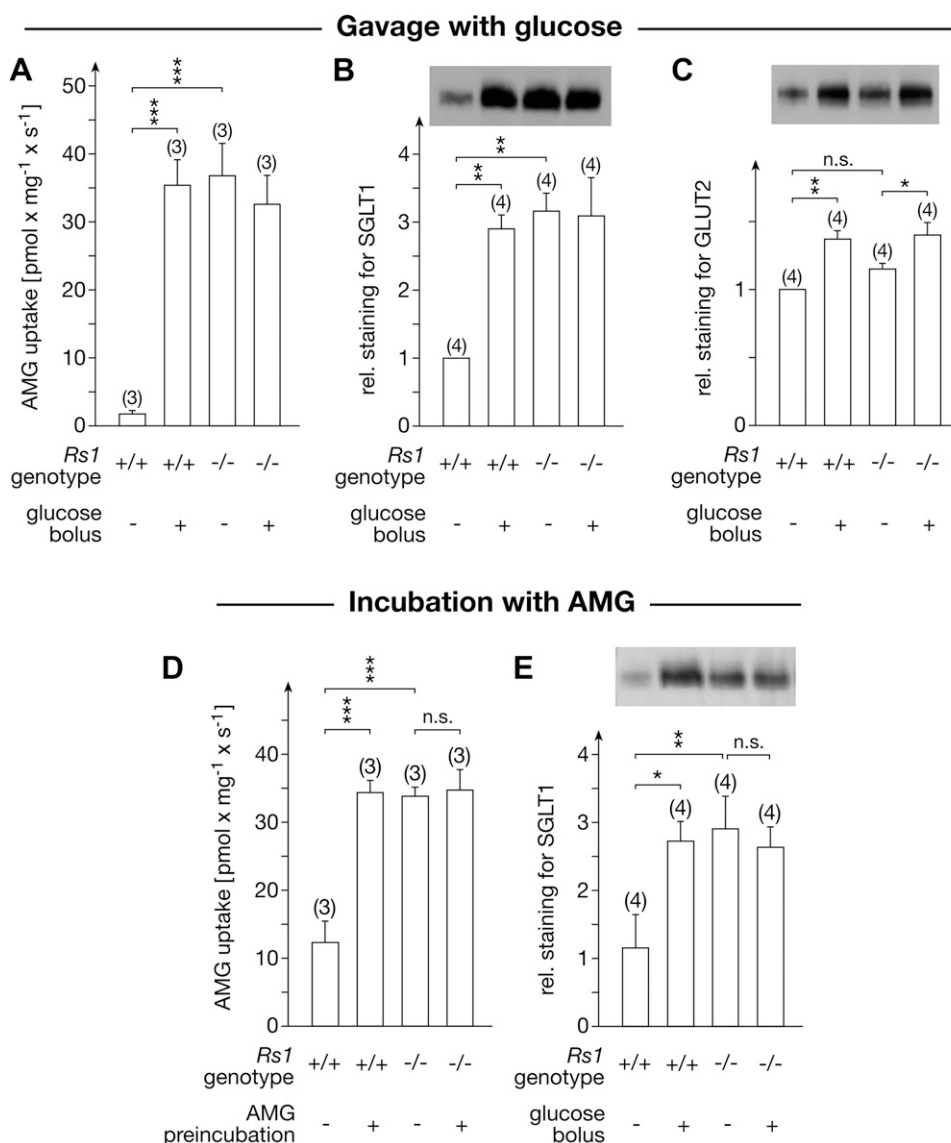 Gavage with glucose
A
AMG uptake [pmol x mg-1 x s-1]
50
40
30
20
10
0
***
***
(3)
(3)
(3)
(3)
Rs1 genotype
+/+ +/+ -/- -/-
glucose bolus
- + - +
B
rel. staining for SGLT1
4
3
2
1
0
**
**
(4)
(4)
(4)
(4)
Rs1 genotype
+/+ +/+ -/- -/-
glucose bolus
- + - +
C
rel. staining for GLUT2
1
0
n.s.
**
*
(4)
(4)
(4)
(4)
Rs1 genotype
+/+ +/+ -/- -/-
glucose bolus
- + - +
Incubation with AMG
D
AMG uptake [pmol x mg-1 x s-1]
40
30
20
10
0
***
***
n.s.
(3)
(3)
(3)
(3)
Rs1 genotype
+/+ +/+ -/- -/-
AMG preincubation
- + - +
E
rel. staining for SGLT1
4
3
2
1
0
**
*
n.s.
(4)
(4)
(4)
(4)
Rs1 genotype
+/+ +/+ -/- -/-
glucose bolus
- + - +